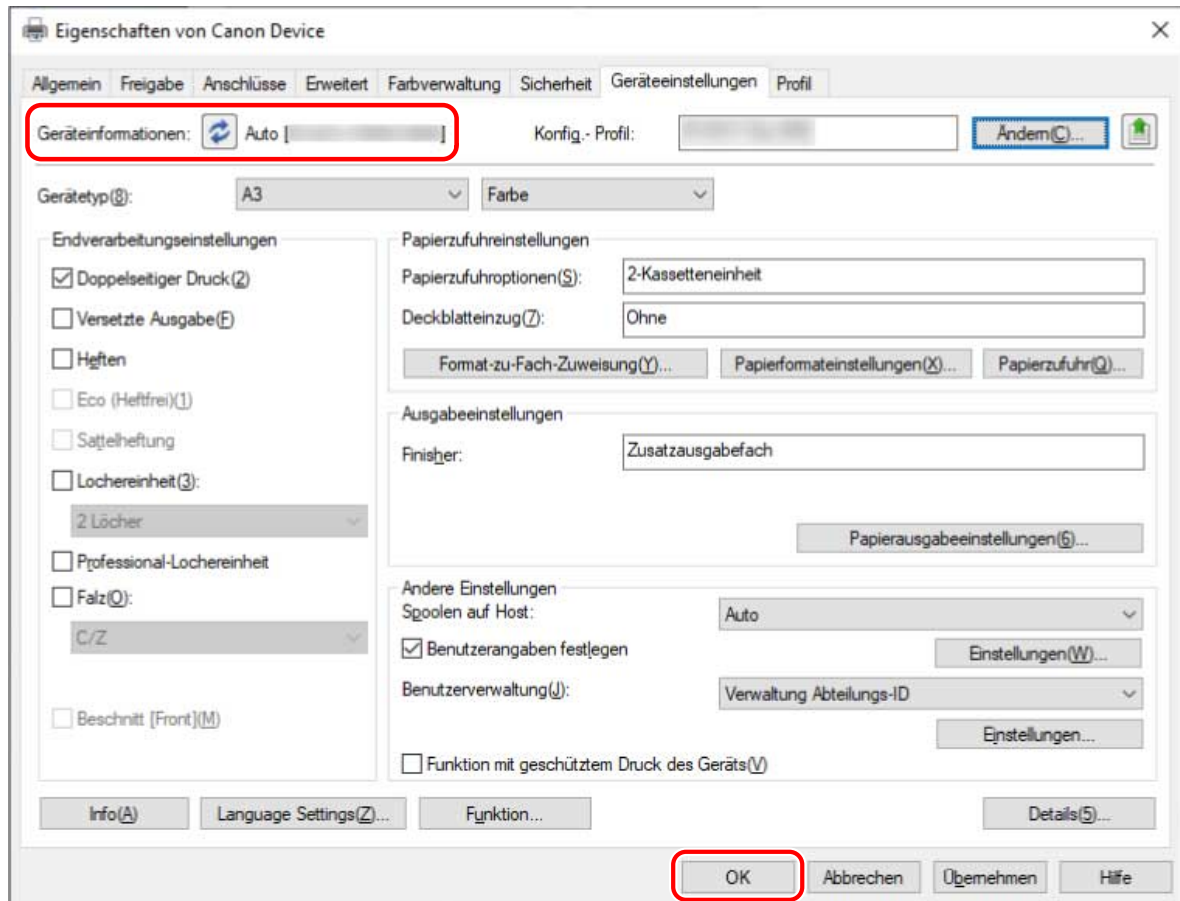 Eigenschaften von Canon Device
Allgemein Freigabe Anschlüsse Erweitert Farbverwaltung Sicherheit Geräteeinstellungen Profil
Geräteinformationen: Auto [ ] Konfig.- Profil: Ändern(C)...
Gerätetyp(8): A3 Farbe
Endverarbeitungseinstellungen
Doppelseitiger Druck(2)
Versetzte Ausgabe(F)
Heften
Eco (Heftfrei)(1)
Sattelheftung
Lochereinheit(3):
2 Löcher
Professional-Lochereinheit
Falz(O):
C/Z
Beschnitt [Front](M)
Papierzufuhreinstellungen
Papierzufuhroptionen(S): 2-Kassetteneinheit
Deckblatteinzug(7): Ohne
Format-zu-Fach-Zuweisung(Y)... Papierformateinstellungen(X)... Papierzufuhr(Q)...
Ausgabeeinstellungen
Finisher: Zusatzausgabefach
Papierausgabeeinstellungen(6)...
Andere Einstellungen
Spoolen auf Host: Auto
Benutzerangaben festlegen Einstellungen(W)...
Benutzerverwaltung(J): Verwaltung Abteilungs-ID
Einstellungen...
Funktion mit geschütztem Druck des Geräts(V)
Info(A) Language Settings(Z)... Funktion... Details(5)...
OK Abbrechen Übernehmen Hilfe